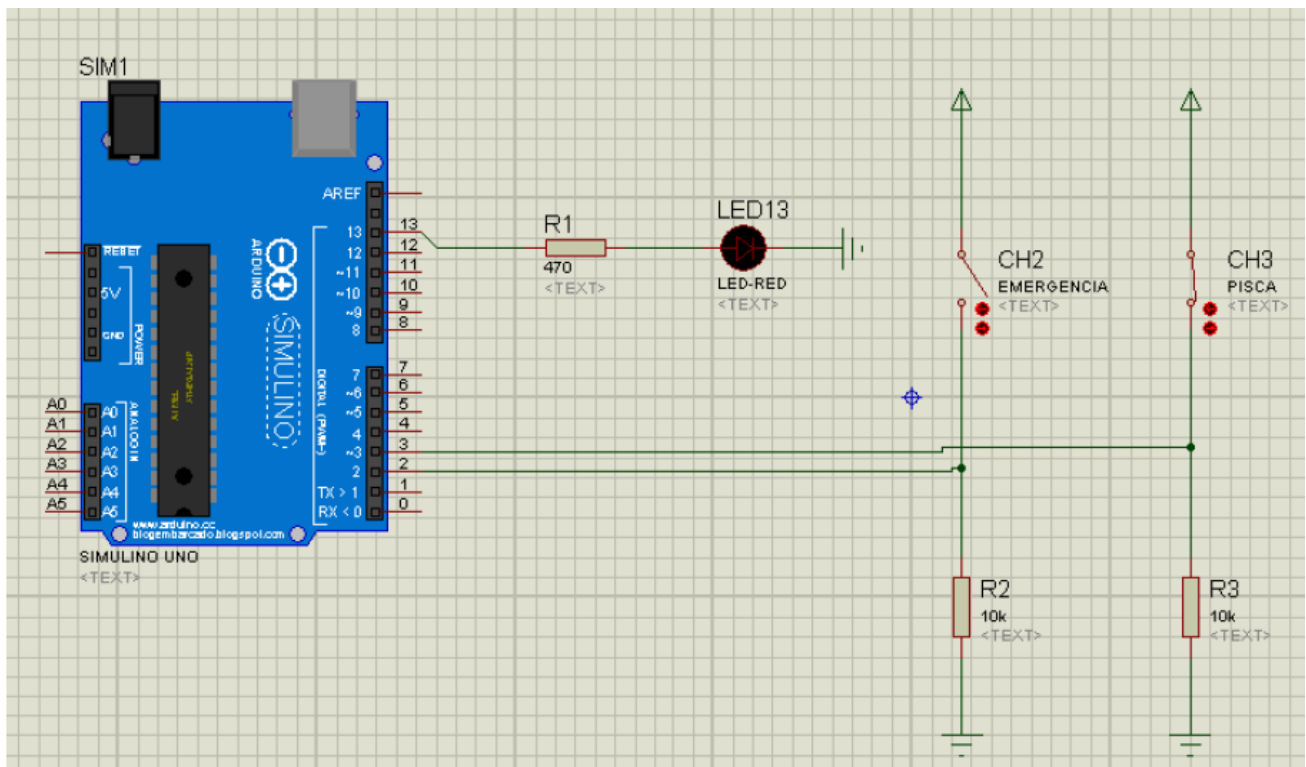 SIM1
AREF
13
13
12
12
~11
11
~10
10
~9
9
8
8
7
7
~6
6
~5
5
4
4
~3
3
2
2
TX > 1
1
RX < 0
0
RESET
5V
GND
POWER
A0
A0
A1
A1
A2
A2
A3
A3
A4
A4
A5
A5
ANALOG IN
ARDUINO
SIMULINO
DIGITAL (PWM~)
www.arduino.cc
blogembarcado.blogspot.com
SIMULINO UNO
<TEXT>
R1
470
<TEXT>
LED13
LED-RED
<TEXT>
CH2
EMERGENCIA
<TEXT>
CH3
PISCA
<TEXT>
R2
10k
<TEXT>
R3
10k
<TEXT>